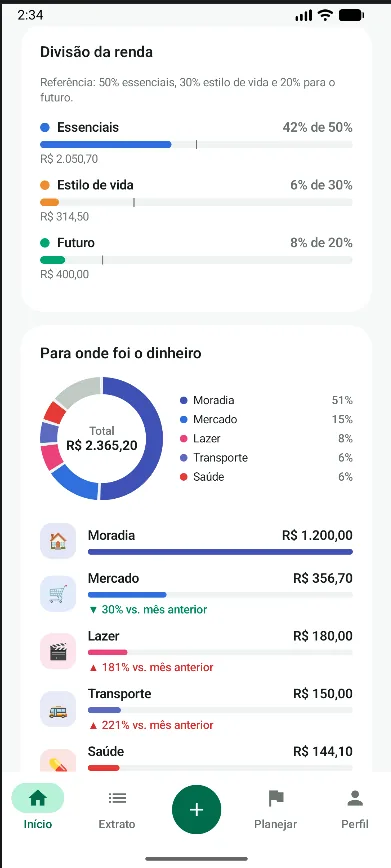 2:34
Divisão da renda
Referência: 50% essenciais, 30% estilo de vida e 20% para o
futuro.
Essenciais 42% de 50%
R$ 2.050,70
Estilo de vida 6% de 30%
R$ 314,50
Futuro 8% de 20%
R$ 400,00
Para onde foi o dinheiro
Total
R$ 2.365,20
Moradia 51%
Mercado 15%
Lazer 8%
Transporte 6%
Saúde 6%
Moradia R$ 1.200,00
Mercado R$ 356,70
▼ 30% vs. mês anterior
Lazer R$ 180,00
▲ 181% vs. mês anterior
Transporte R$ 150,00
▲ 221% vs. mês anterior
Saúde R$ 144,10
Início Extrato + Planejar Perfil